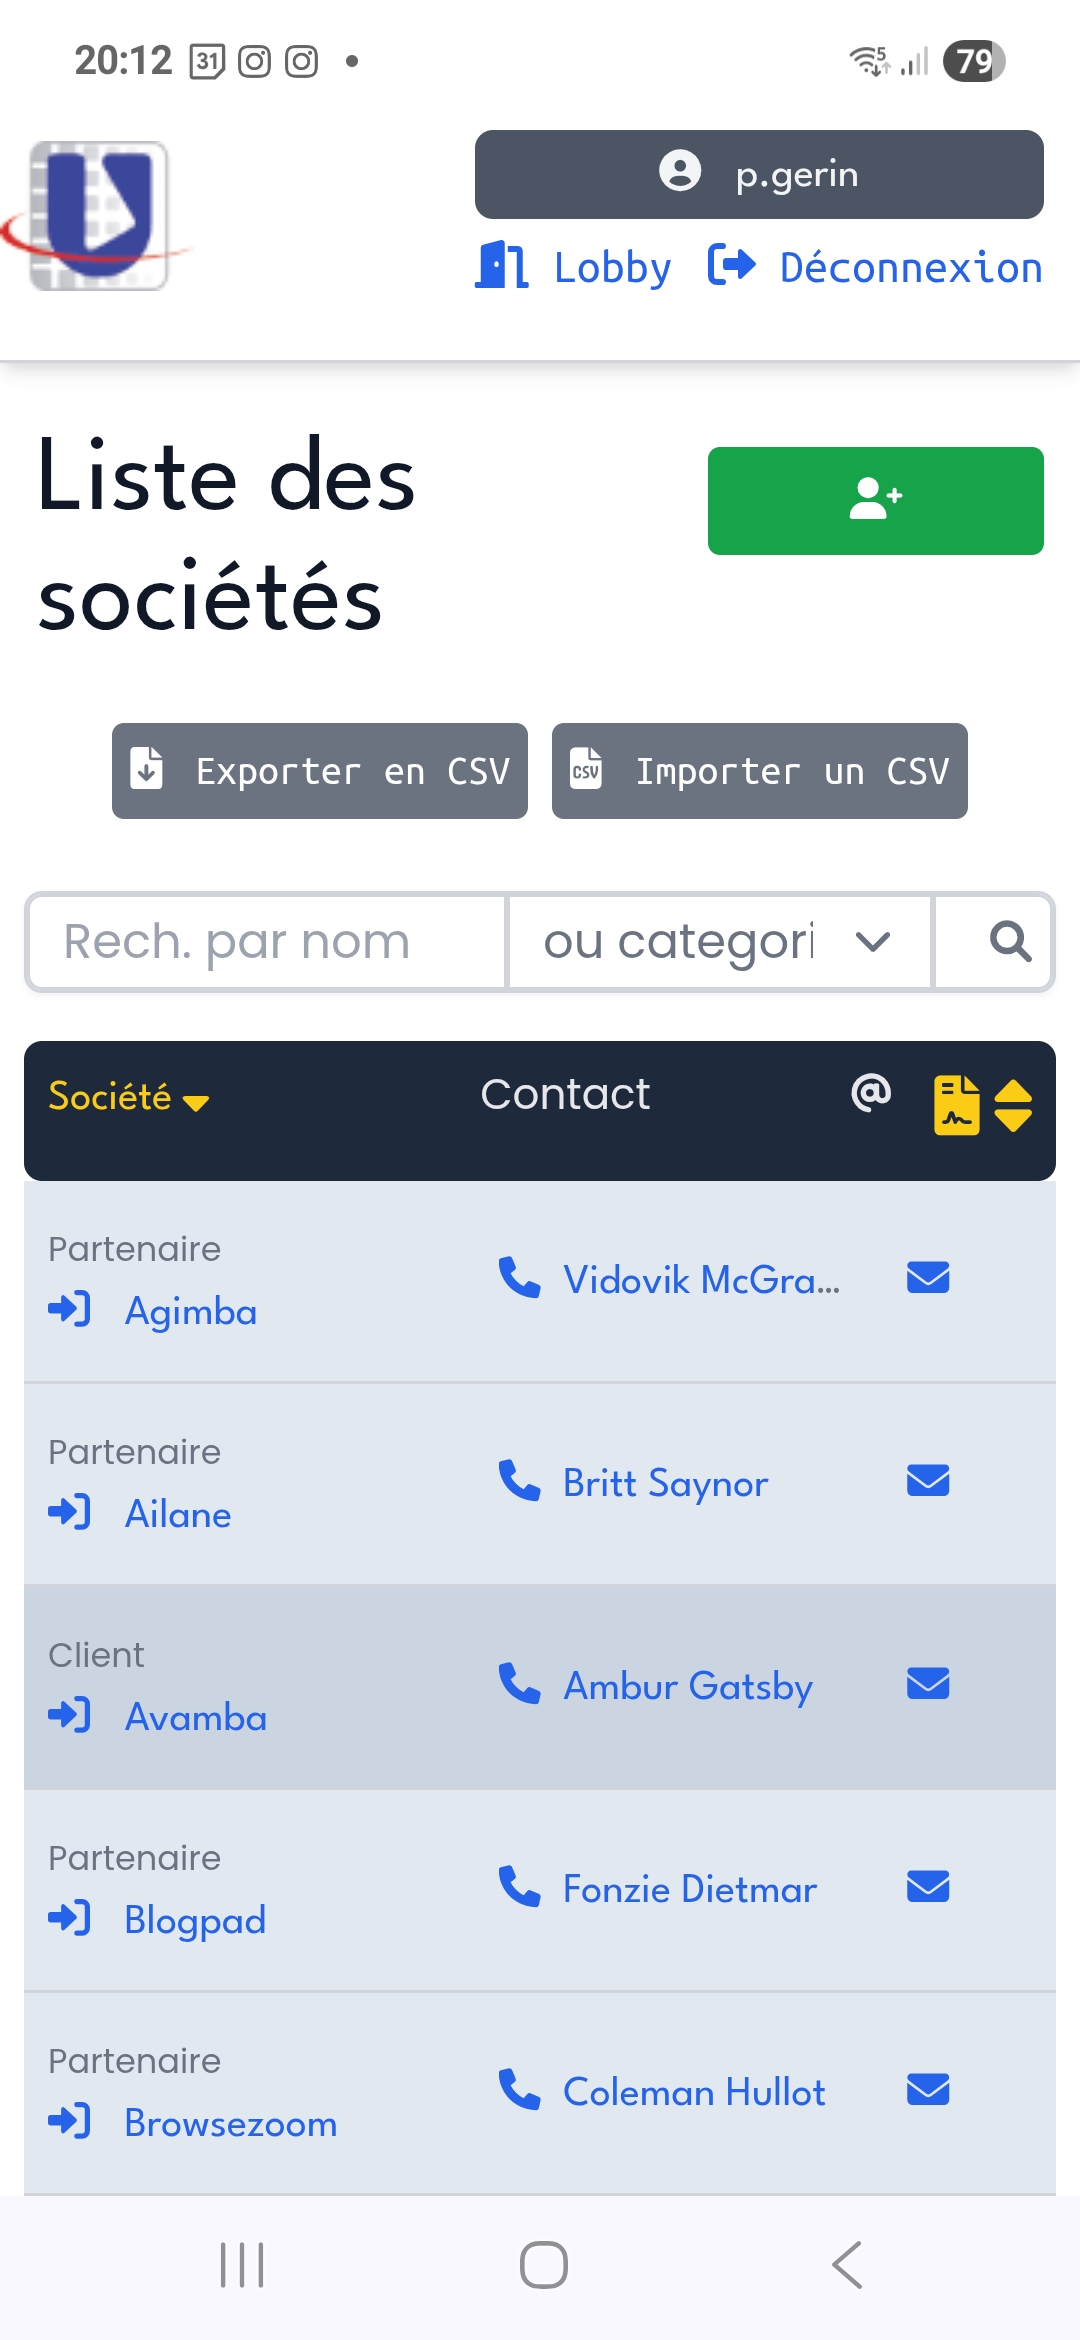 20:12 31 5 79
p.gerin
Lobby Déconnexion
Liste des
sociétés
Exporter en CSV CSV Importer un CSV
Rech. par nom ou categori
Société Contact @
Partenaire
Agimba Vidovik McGra...
Partenaire
Ailane Britt Saynor
Client
Avamba Ambur Gatsby
Partenaire
Blogpad Fonzie Dietmar
Partenaire
Browsezoom Coleman Hullot